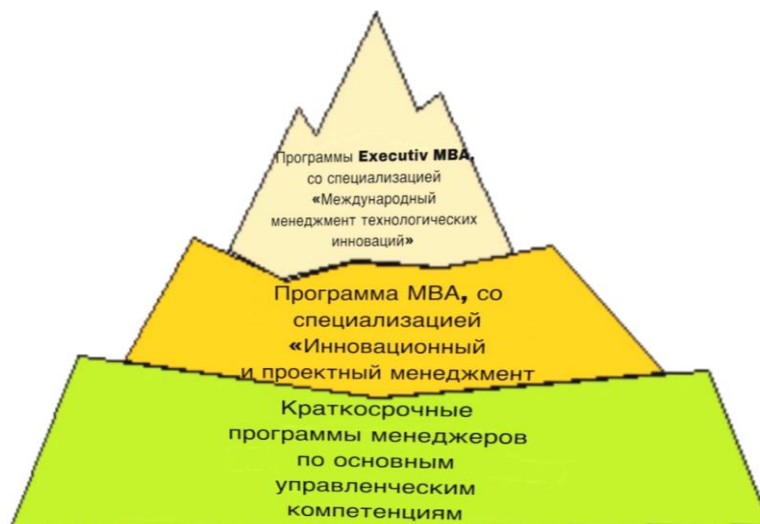 Программы Executiv MBA,
со специализацией
«Международный
менеджмент технологических
инноваций»
Программа МВА, со
специализацией
«Инновационный
и проектный менеджмент
Краткосрочные
программы менеджеров
по основным
управленческим
компетенциям